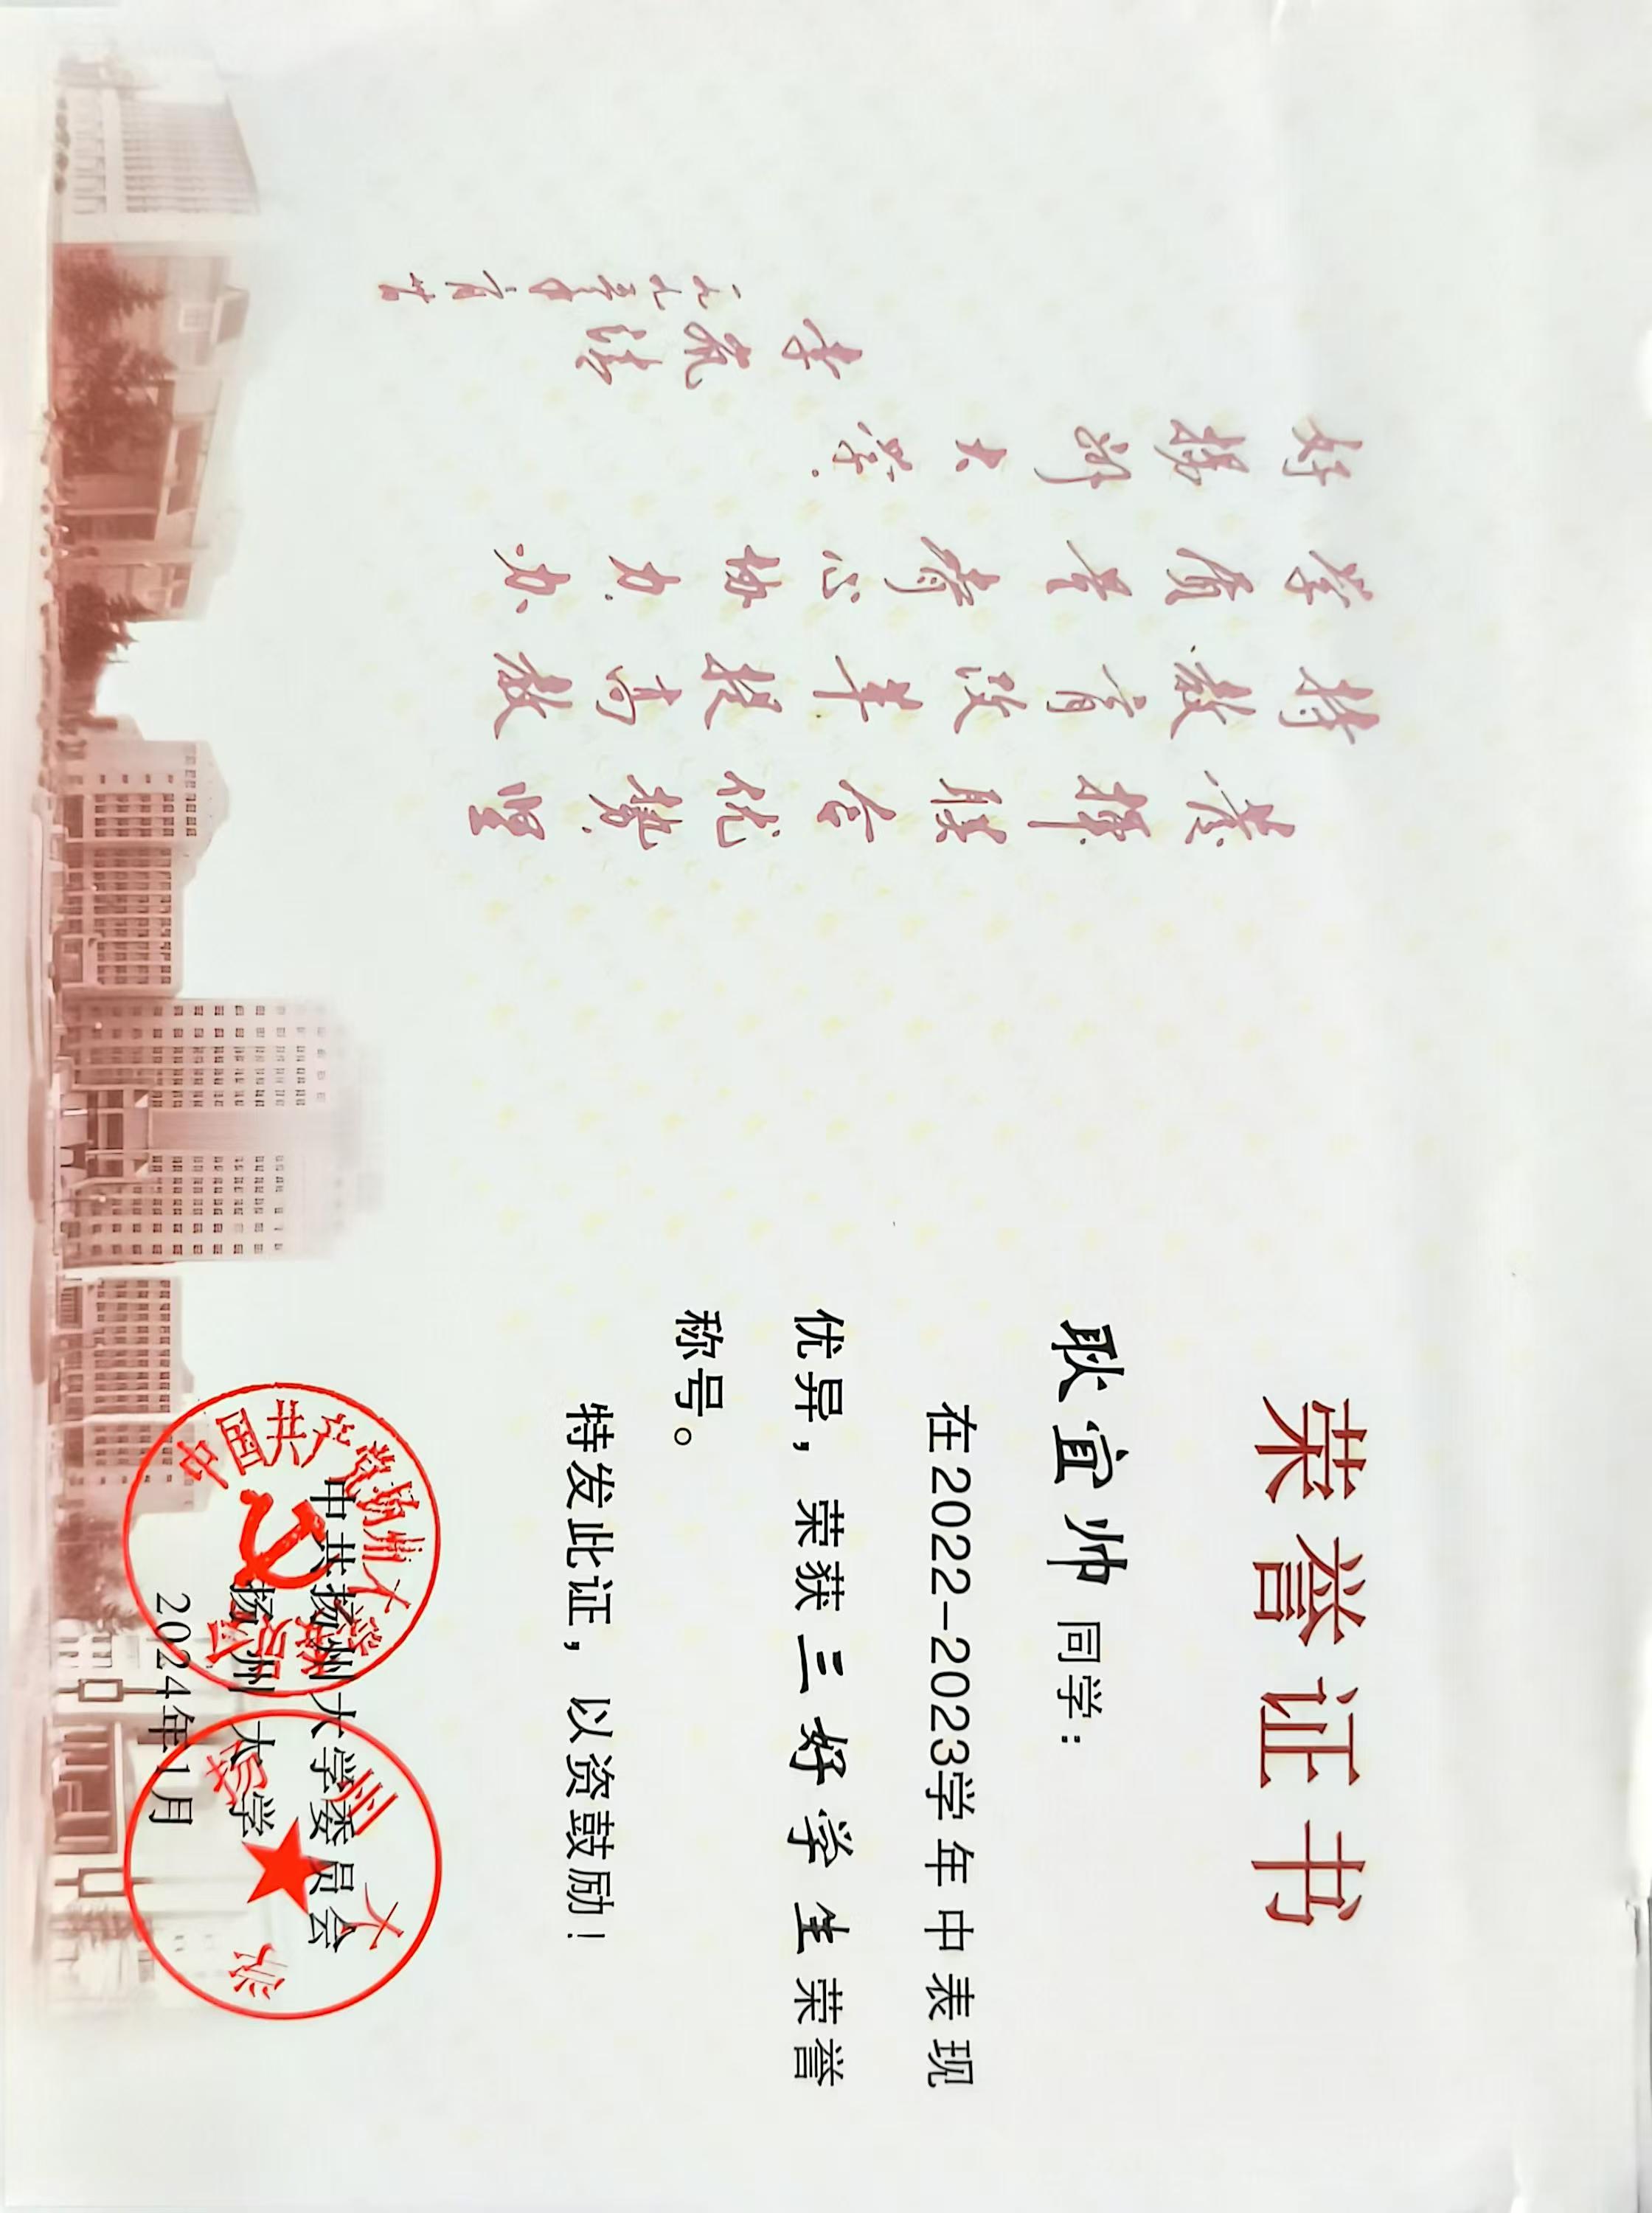 发挥联合优势，坚
持教育改革，提高教
学质量，齐心协力，办
好扬州大学。
李岚清
一九九五年
荣誉证书
耿宜帅 同学：
在2022-2023学年中表现
优异，荣获三好学生荣誉
称号。
特发此证，以资鼓励！
中共扬州大学委员会
扬州大学
2024年1月
中国共产党扬州大学委员会
扬州大学